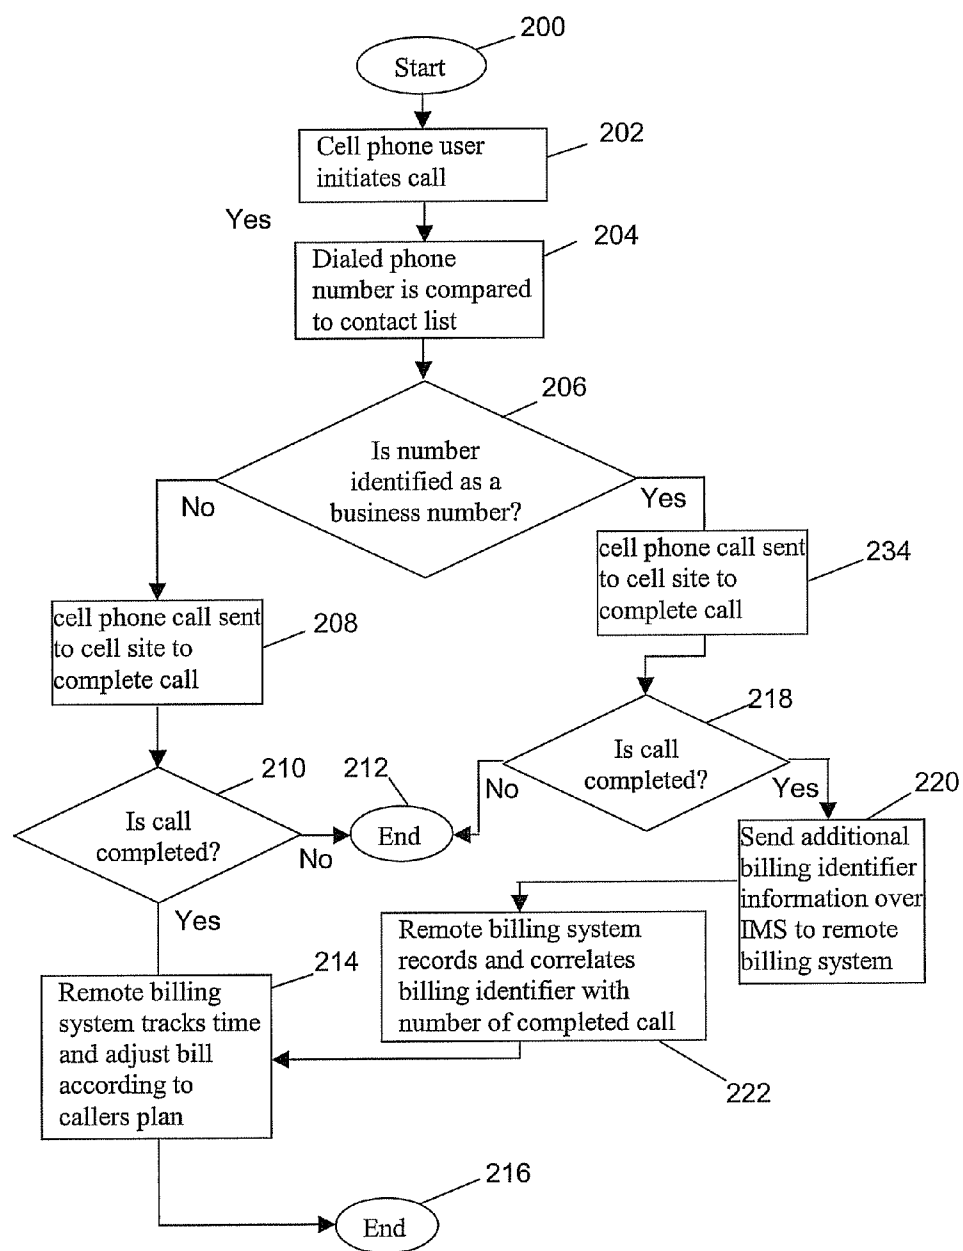 200
Start
202
Cell phone user
initiates call
Yes
204
Dialed phone
number is compared
to contact list
206
Is number
identified as a
business number?
No
Yes
cell phone call sent
to cell site to
complete call
234
cell phone call sent
to cell site to
complete call
208
218
Is call
completed?
No
Yes
210
Is call
completed?
No
212
End
220
Send additional
billing identifier
information over
IMS to remote
billing system
Yes
Remote billing system
records and correlates
billing identifier with
number of completed call
222
214
Remote billing
system tracks time
and adjust bill
according to
callers plan
216
End